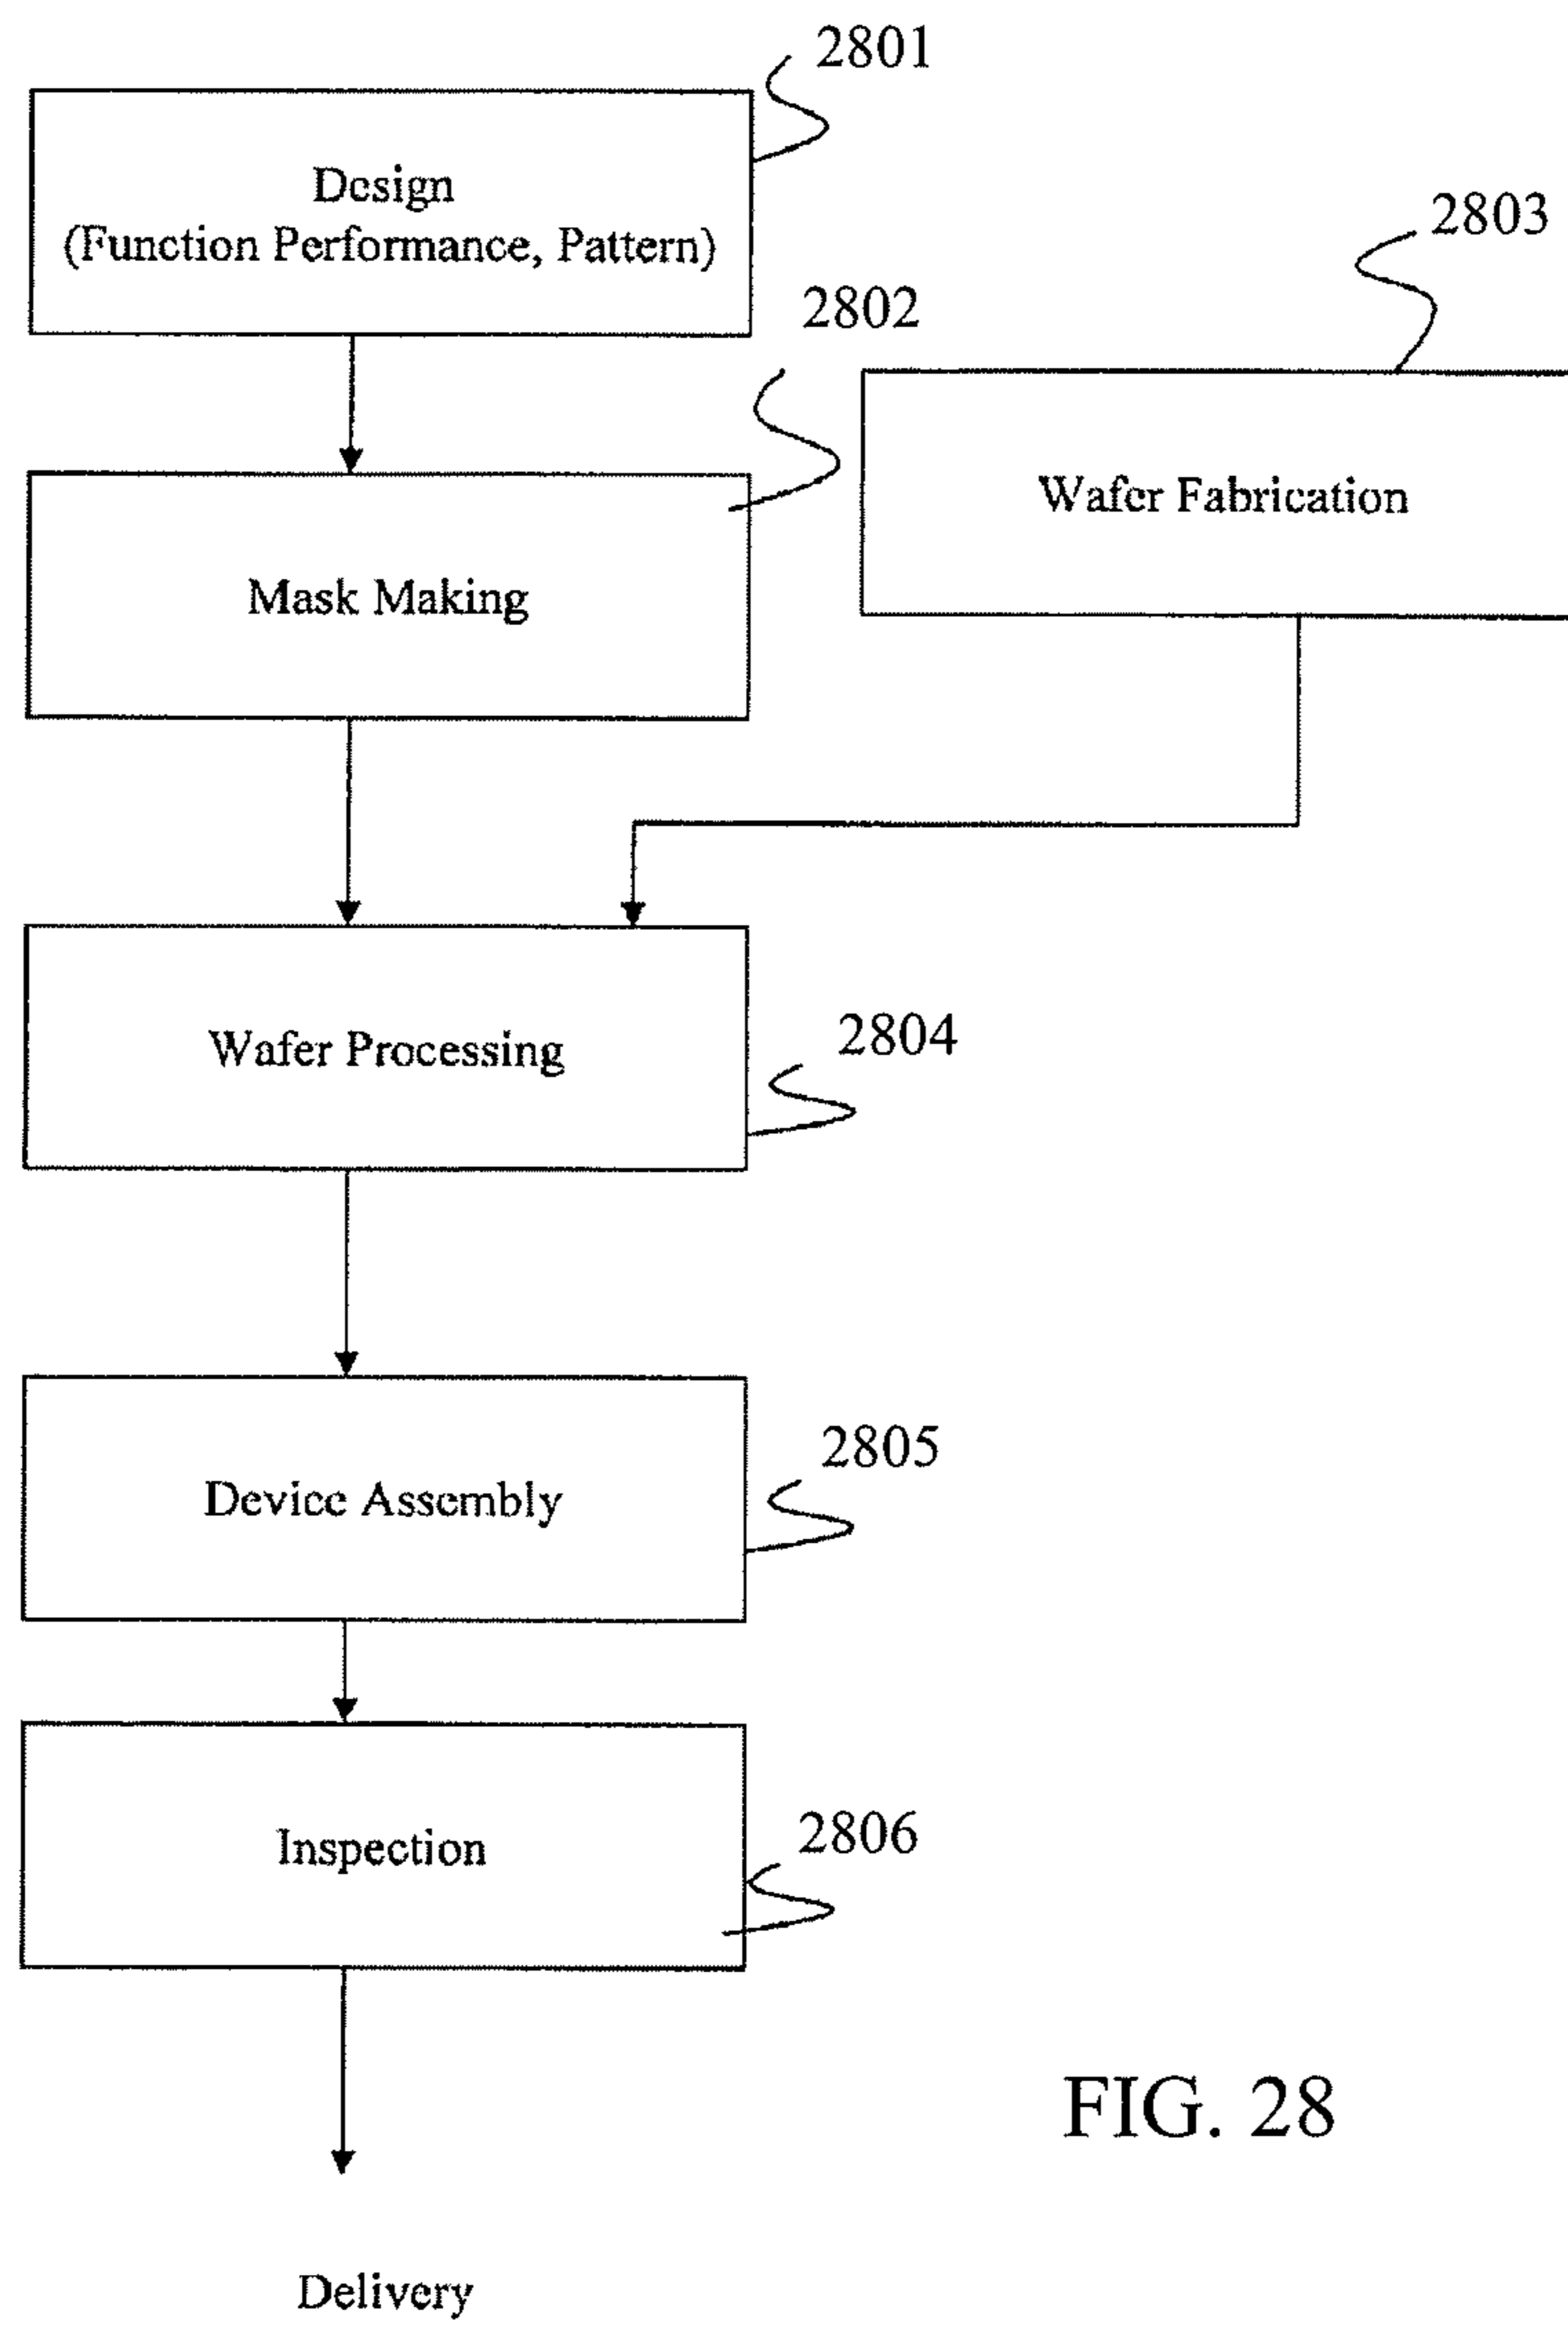 2801
Design
(Function Performance, Pattern)
2802
2803
Mask Making
Wafer Fabrication
Wafer Processing
2804
Device Assembly
2805
Inspection
2806
FIG. 28
Delivery